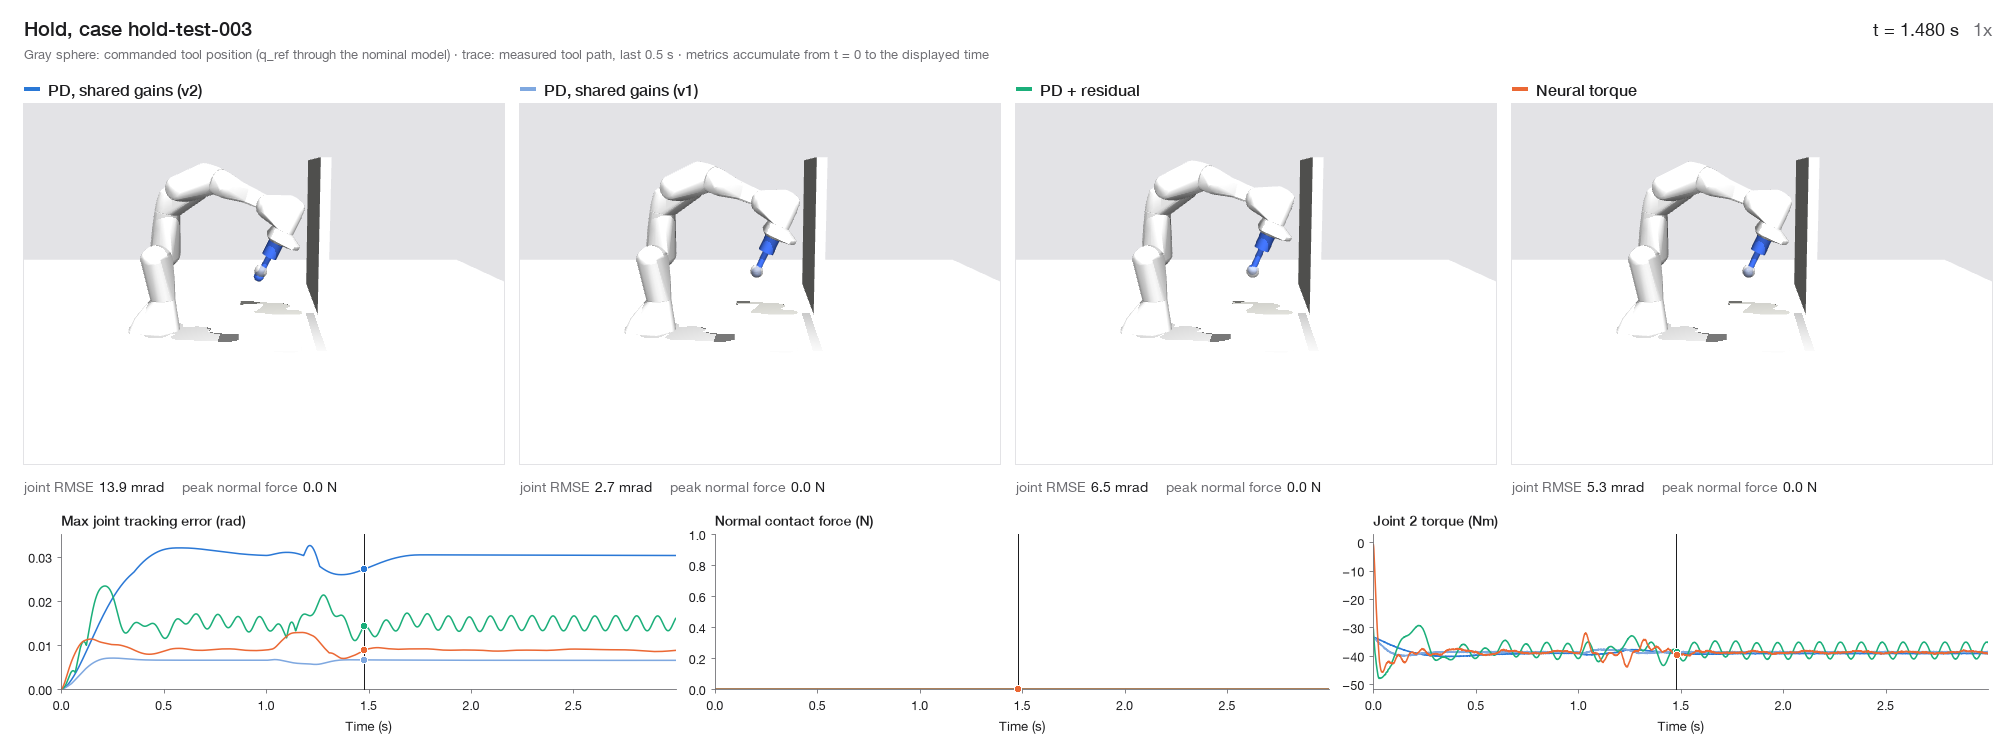 Hold, case hold-test-003
t = 1.480 s 1x
Gray sphere: commanded tool position (q_ref through the nominal model) · trace: measured tool path, last 0.5 s · metrics accumulate from t = 0 to the displayed time
PD, shared gains (v2)
PD, shared gains (v1)
PD + residual
Neural torque
joint RMSE 13.9 mrad peak normal force 0.0 N
joint RMSE 2.7 mrad peak normal force 0.0 N
joint RMSE 6.5 mrad peak normal force 0.0 N
joint RMSE 5.3 mrad peak normal force 0.0 N
Max joint tracking error (rad)
0.03
0.02
0.01
0.00
0.0 0.5 1.0 1.5 2.0 2.5
Time (s)
Normal contact force (N)
1.0
0.8
0.6
0.4
0.2
0.0
0.0 0.5 1.0 1.5 2.0 2.5
Time (s)
Joint 2 torque (Nm)
0
−10
−20
−30
−40
−50
0.0 0.5 1.0 1.5 2.0 2.5
Time (s)